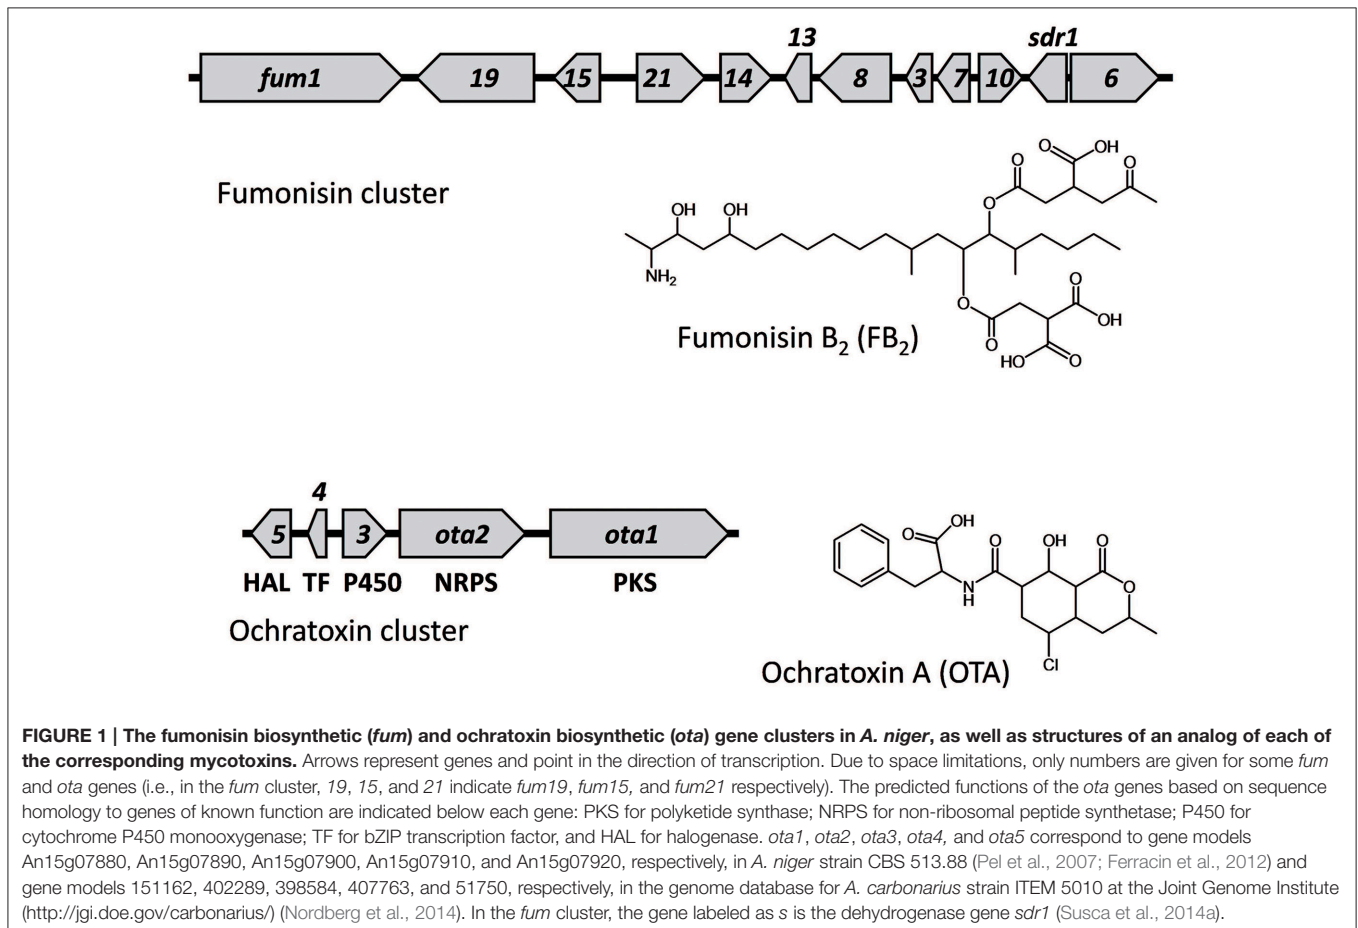 13
sdr1
fum1
19
15
21
14
8
3
7
10
6
Fumonisin cluster
O
OH
O
O
O
OH
OH
NH₂
O
O
O
O
OH
HO
O
Fumonisin B₂ (FB₂)
4
5
3
ota2
ota1
HAL TF P450 NRPS PKS
Ochratoxin cluster
O
OH
O
OH
O
N
H
O
Cl
Ochratoxin A (OTA)
FIGURE 1 | The fumonisin biosynthetic (fum) and ochratoxin biosynthetic (ota) gene clusters in A. niger, as well as structures of an analog of each of
the corresponding mycotoxins. Arrows represent genes and point in the direction of transcription. Due to space limitations, only numbers are given for some fum
and ota genes (i.e., in the fum cluster, 19, 15, and 21 indicate fum19, fum15, and fum21 respectively). The predicted functions of the ota genes based on sequence
homology to genes of known function are indicated below each gene: PKS for polyketide synthase; NRPS for non-ribosomal peptide synthetase; P450 for
cytochrome P450 monooxygenase; TF for bZIP transcription factor, and HAL for halogenase. ota1, ota2, ota3, ota4, and ota5 correspond to gene models
An15g07880, An15g07890, An15g07900, An15g07910, and An15g07920, respectively, in A. niger strain CBS 513.88 (Pel et al., 2007; Ferracin et al., 2012) and
gene models 151162, 402289, 398584, 407763, and 51750, respectively, in the genome database for A. carbonarius strain ITEM 5010 at the Joint Genome Institute
(http://jgi.doe.gov/carbonarius/) (Nordberg et al., 2014). In the fum cluster, the gene labeled as s is the dehydrogenase gene sdr1 (Susca et al., 2014a).